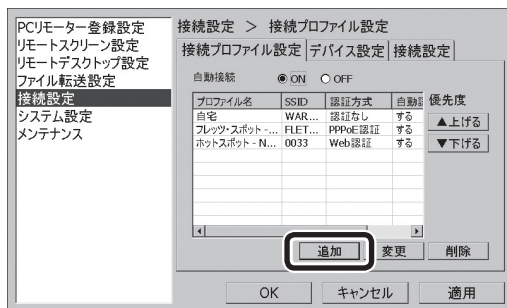 PCリモーター登録設定
リモートスクリーン設定
リモートデスクトップ設定
ファイル転送設定
接続設定
システム設定
メンテナンス
接続設定 > 接続プロファイル設定
接続プロファイル設定 デバイス設定 接続設定
自動接続 ON OFF
プロファイル名 SSID 認証方式 自動 優先度
自宅 WAR... 認証なし する ▲上げる
フレッツ・スポット -... FLET... PPPoE認証 する
ホットスポット - N... 0033 Web認証 する ▼下げる
追加 変更 削除
OK キャンセル 適用